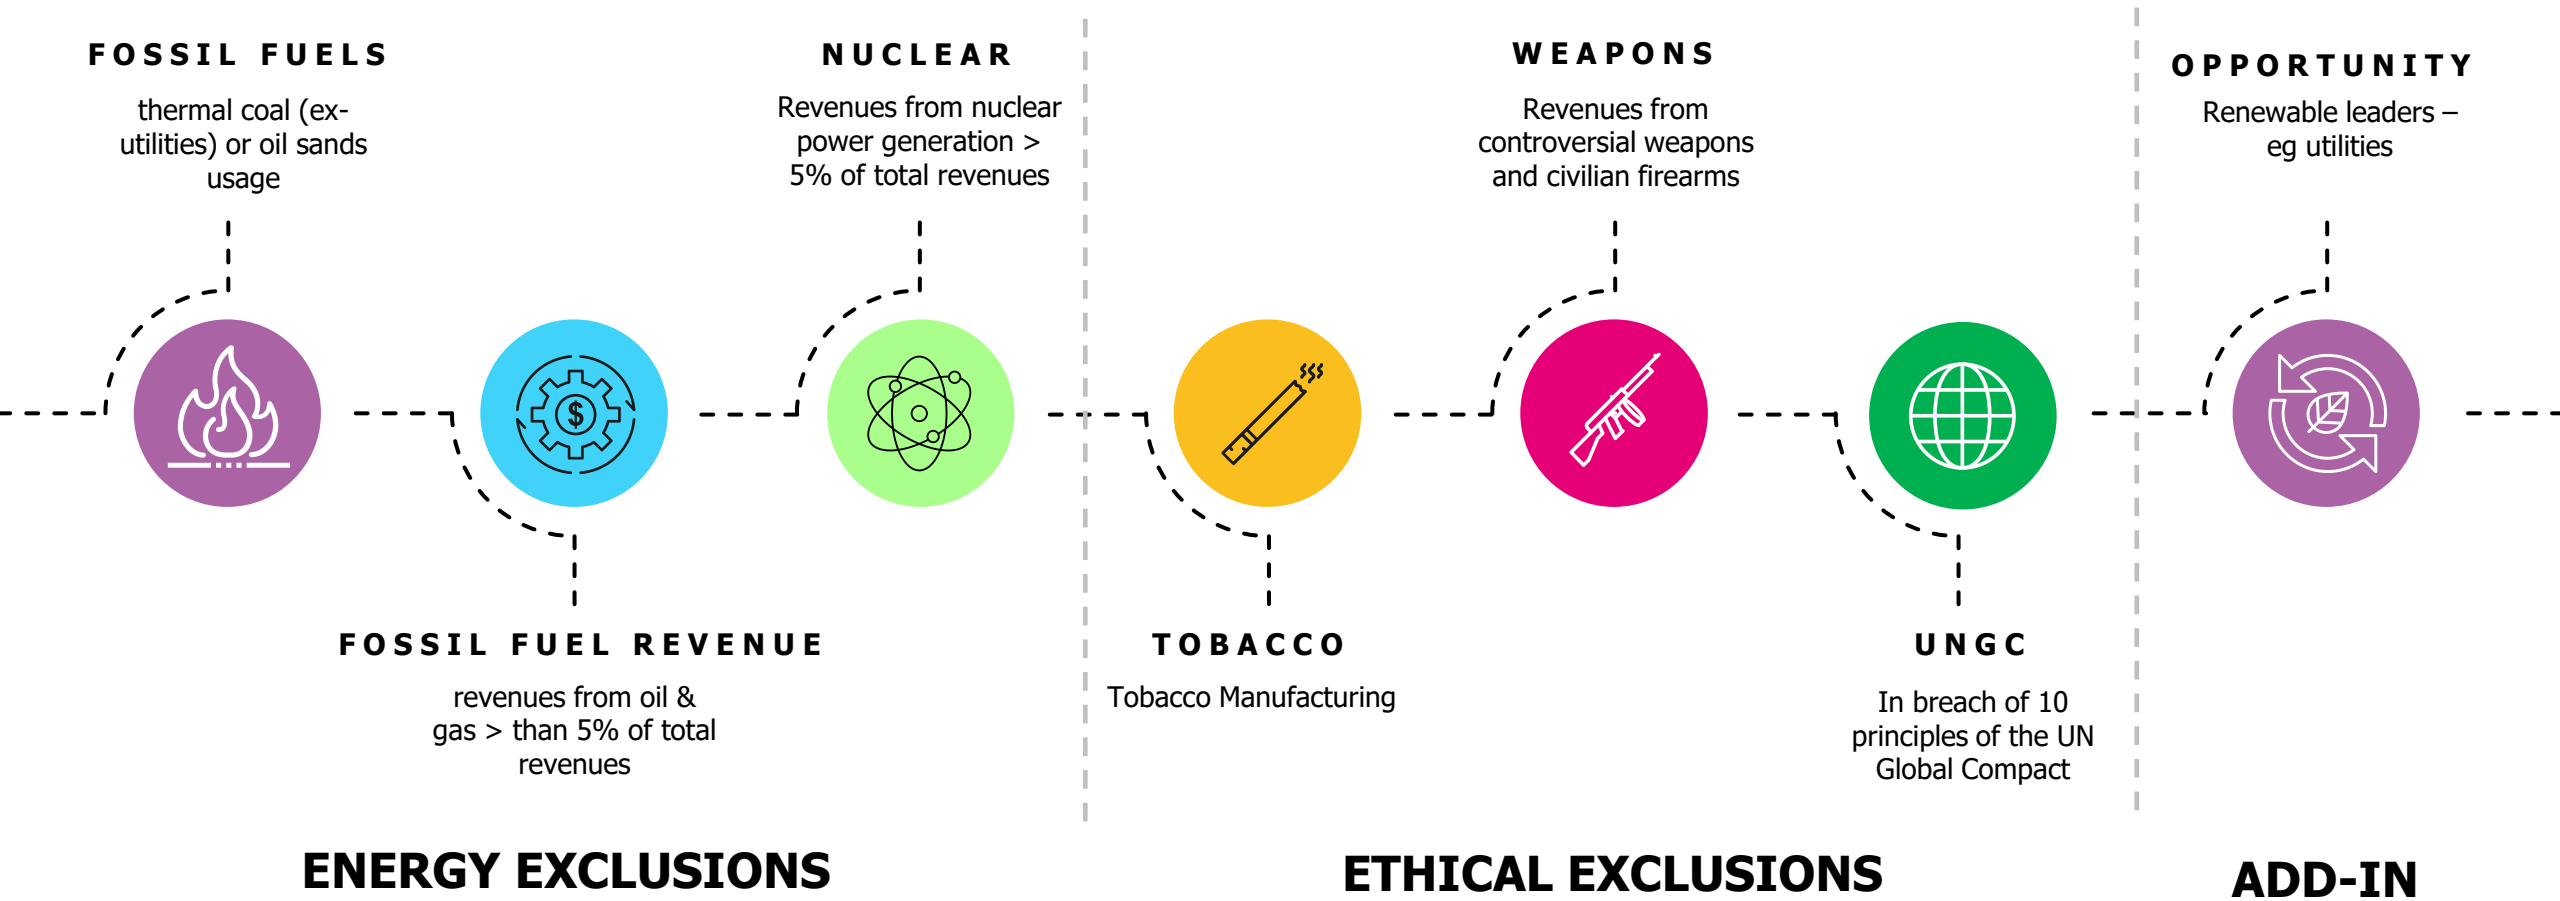 FOSSIL FUELS
thermal coal (ex-
utilities) or oil sands
usage
FOSSIL FUEL REVENUE
revenues from oil &
gas > than 5% of total
revenues
NUCLEAR
Revenues from nuclear
power generation >
5% of total revenues
$
ENERGY EXCLUSIONS
TOBACCO
Tobacco Manufacturing
WEAPONS
Revenues from
controversial weapons
and civilian firearms
UNGC
In breach of 10
principles of the UN
Global Compact
ETHICAL EXCLUSIONS
OPPORTUNITY
Renewable leaders –
eg utilities
ADD-IN